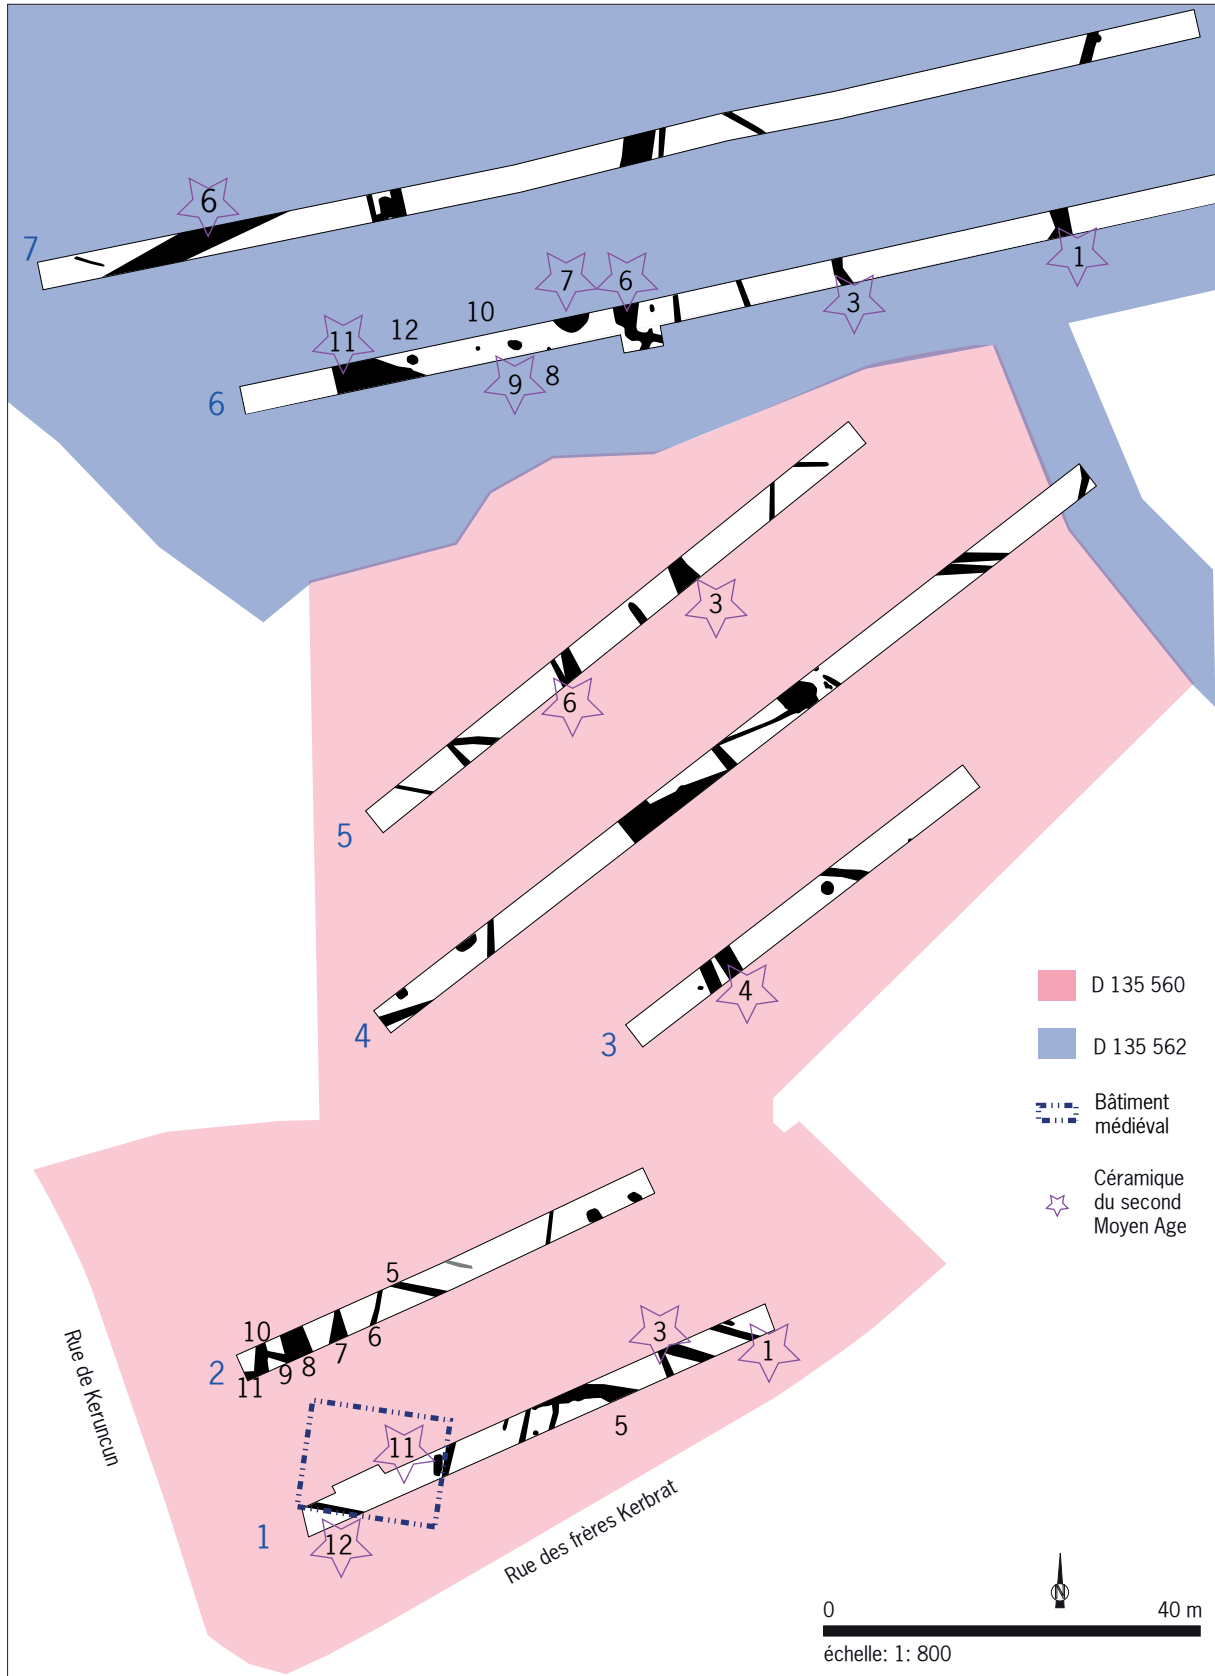 6
7
7
6
1
3
10
12
11
9
8
6
3
6
5
4
4
3
D 135 560
D 135 562
Bâtiment
médiéval
Céramique
du second
Moyen Age
5
10
6
7
8
9
11
2
3
1
5
11
12
1
Rue de Keruncun
Rue des frères Kerbrat
N
0
40 m
échelle: 1: 800